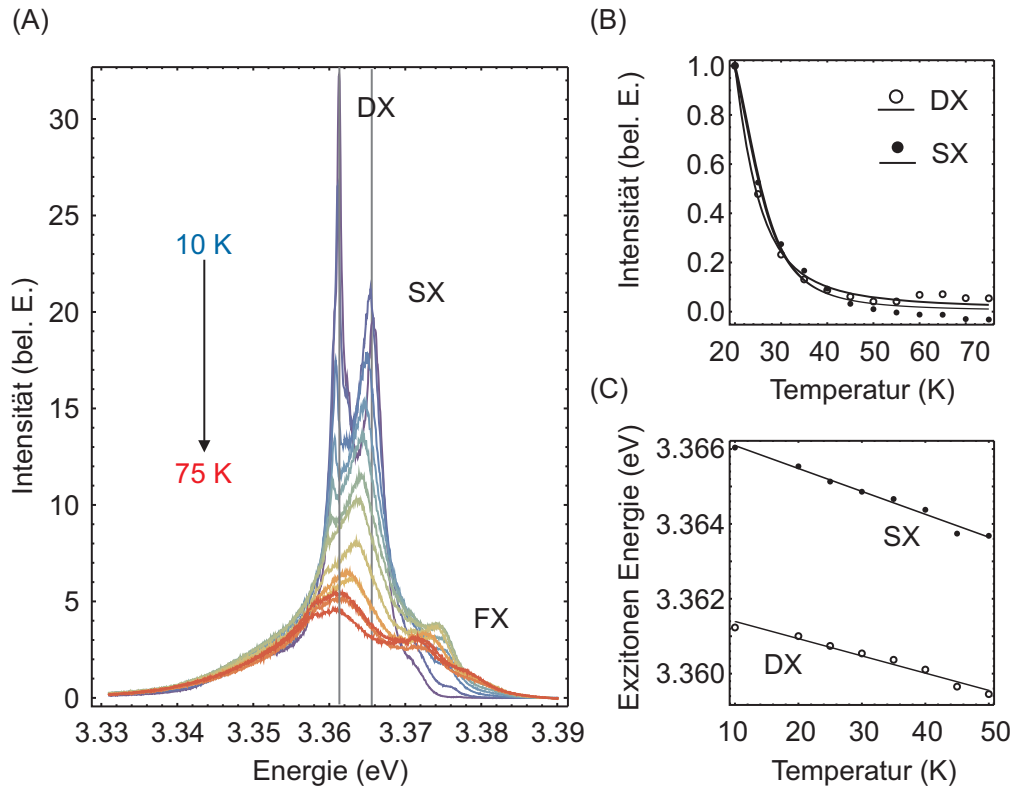 (A)
30
25
20
15
10
5
0
3.33
3.34
3.35
3.36
3.37
3.38
3.39
Intensität (bel. E.)
Energie (eV)
DX
SX
FX
10 K
75 K
(B)
1.0
0.8
0.6
0.4
0.2
0.0
20
30
40
50
60
70
Intensität (bel. E.)
Temperatur (K)
DX
SX
(C)
3.366
3.364
3.362
3.360
10
20
30
40
50
Exzitonen Energie (eV)
Temperatur (K)
SX
DX